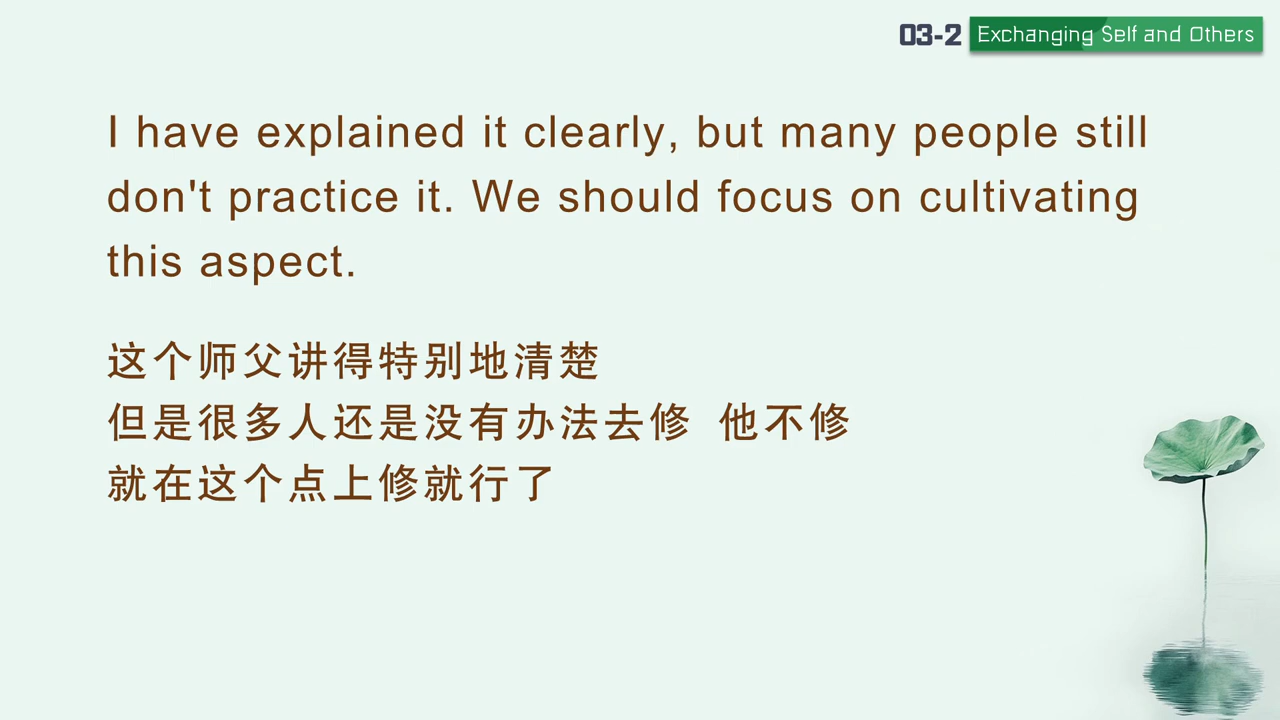 03-2 Exchanging Self and Others
I have explained it clearly, but many people still
don't practice it. We should focus on cultivating
this aspect.
这个师父讲得特别地清楚
但是很多人还是没有办法去修 他不修
就在这个点上修就行了